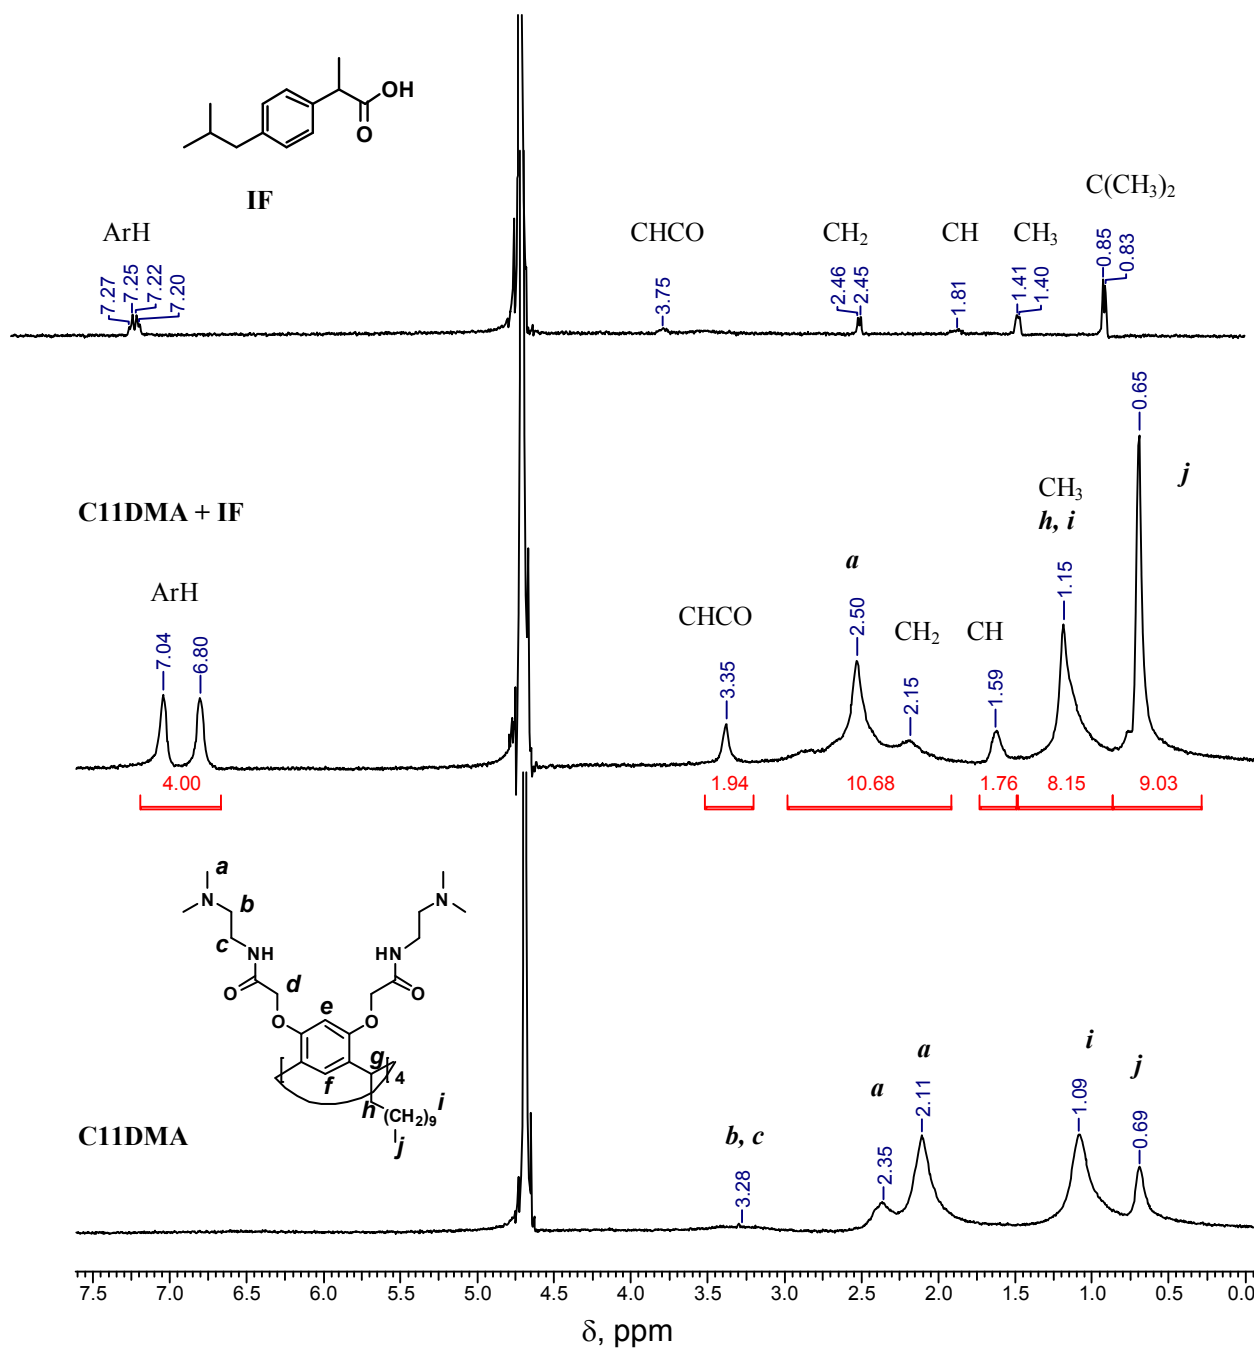 OH
O
IF
ArH
CHCO
CH₂
CH
CH₃
C(CH₃)₂
7.27
7.25
7.22
7.20
3.75
2.46
2.45
1.81
1.41
1.40
0.85
0.83
C11DMA + IF
ArH
CHCO
a
CH₂
CH
CH₃
h, i
j
7.04
6.80
3.35
2.50
2.15
1.59
1.15
0.65
4.00
1.94
10.68
1.76
8.15
9.03
a
N
b
c
NH
O
d
O
e
N
NH
O
O
[
g
]
4
f
h
(CH₂)₉
i
j
C11DMA
b, c
a
a
i
j
3.28
2.35
2.11
1.09
0.69
7.5 7.0 6.5 6.0 5.5 5.0 4.5 4.0 3.5 3.0 2.5 2.0 1.5 1.0 0.5 0.0
δ, ppm